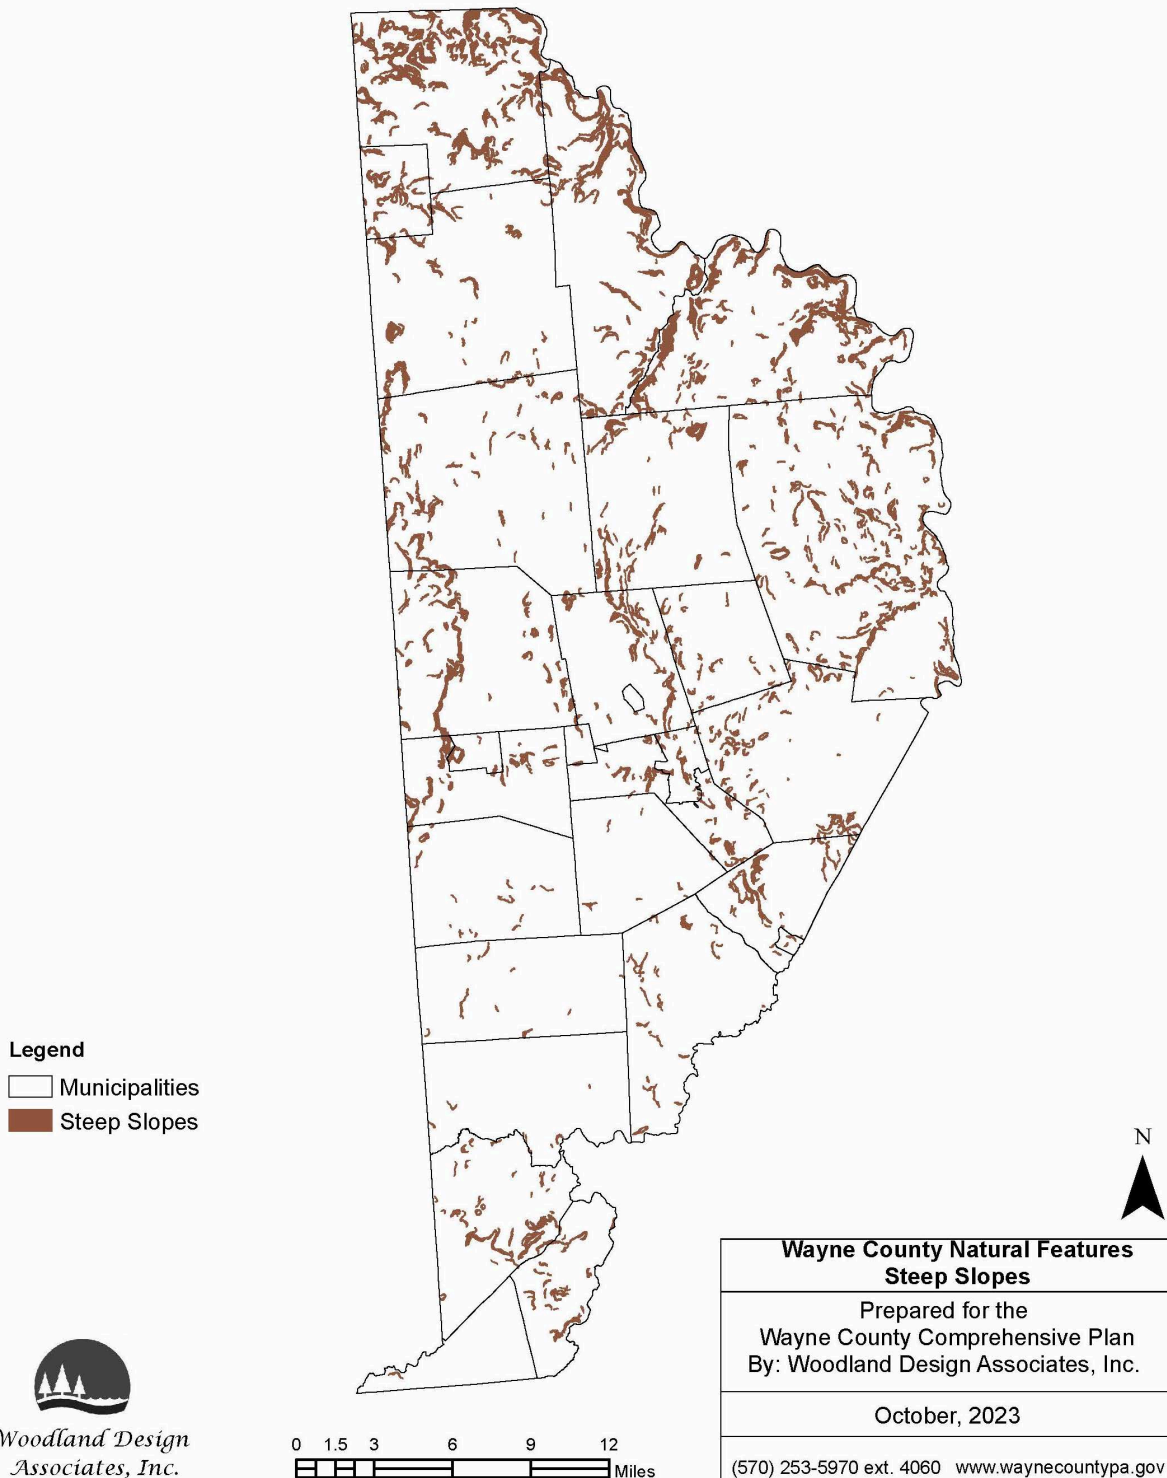 Legend
Municipalities
Steep Slopes
N
Wayne County Natural Features
Steep Slopes
Prepared for the
Wayne County Comprehensive Plan
By: Woodland Design Associates, Inc.
October, 2023
(570) 253-5970 ext. 4060 www.waynecountypa.gov
Woodland Design
Associates, Inc.
0 1.5 3 6 9 12
Miles